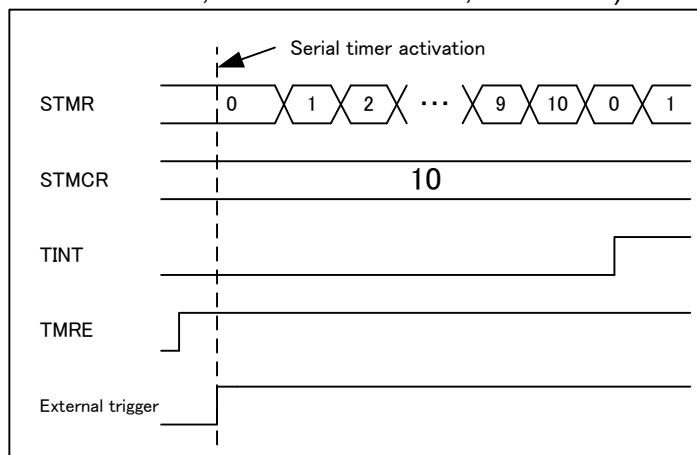 Serial timer activation
STMR 0 1 2 ··· 9 10 0 1
STMCR 10
TINT
TMRE
External trigger